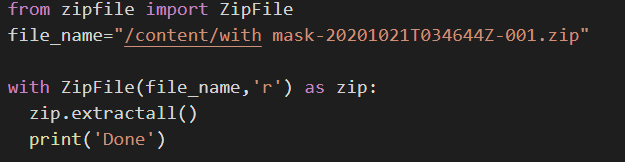 from zipfile import ZipFile
file_name="/content/with mask-20201021T034644Z-001.zip"
with ZipFile(file_name,'r') as zip:
  zip.extractall()
  print('Done')